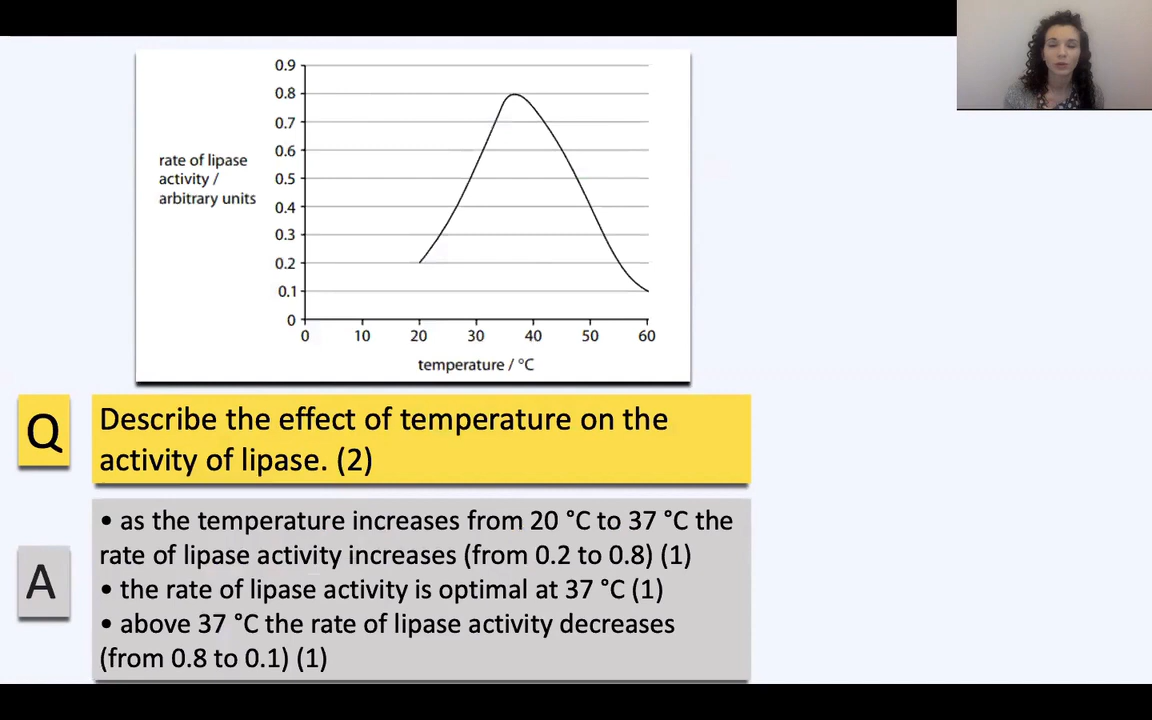 0.9
0.8
0.7
0.6
0.5
0.4
0.3
0.2
0.1
0
rate of lipase
activity /
arbitrary units
0 10 20 30 40 50 60
temperature / °C
Q
Describe the effect of temperature on the
activity of lipase. (2)
A
• as the temperature increases from 20 °C to 37 °C the
rate of lipase activity increases (from 0.2 to 0.8) (1)
• the rate of lipase activity is optimal at 37 °C (1)
• above 37 °C the rate of lipase activity decreases
(from 0.8 to 0.1) (1)